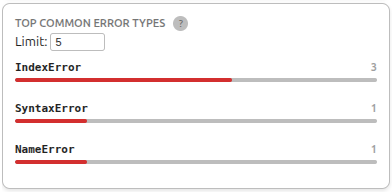 TOP COMMON ERROR TYPES ?
Limit: 5
IndexError 3
SyntaxError 1
NameError 1